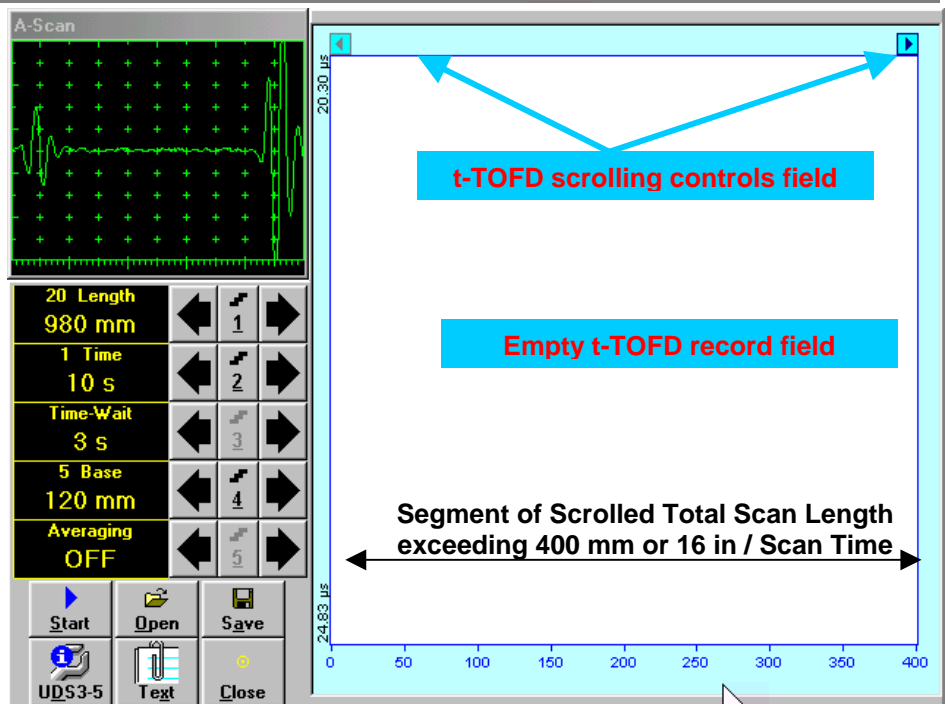 A-Scan
20 Length
980 mm
1
1 Time
10 s
2
Time-Wait
3 s
3
5 Base
120 mm
4
Averaging
OFF
5
Start
Open
Save
UDS3-5
Text
Close
20.30 µs
t-TOFD scrolling controls field
Empty t-TOFD record field
Segment of Scrolled Total Scan Length
exceeding 400 mm or 16 in / Scan Time
24.83 µs
0 50 100 150 200 250 300 350 400